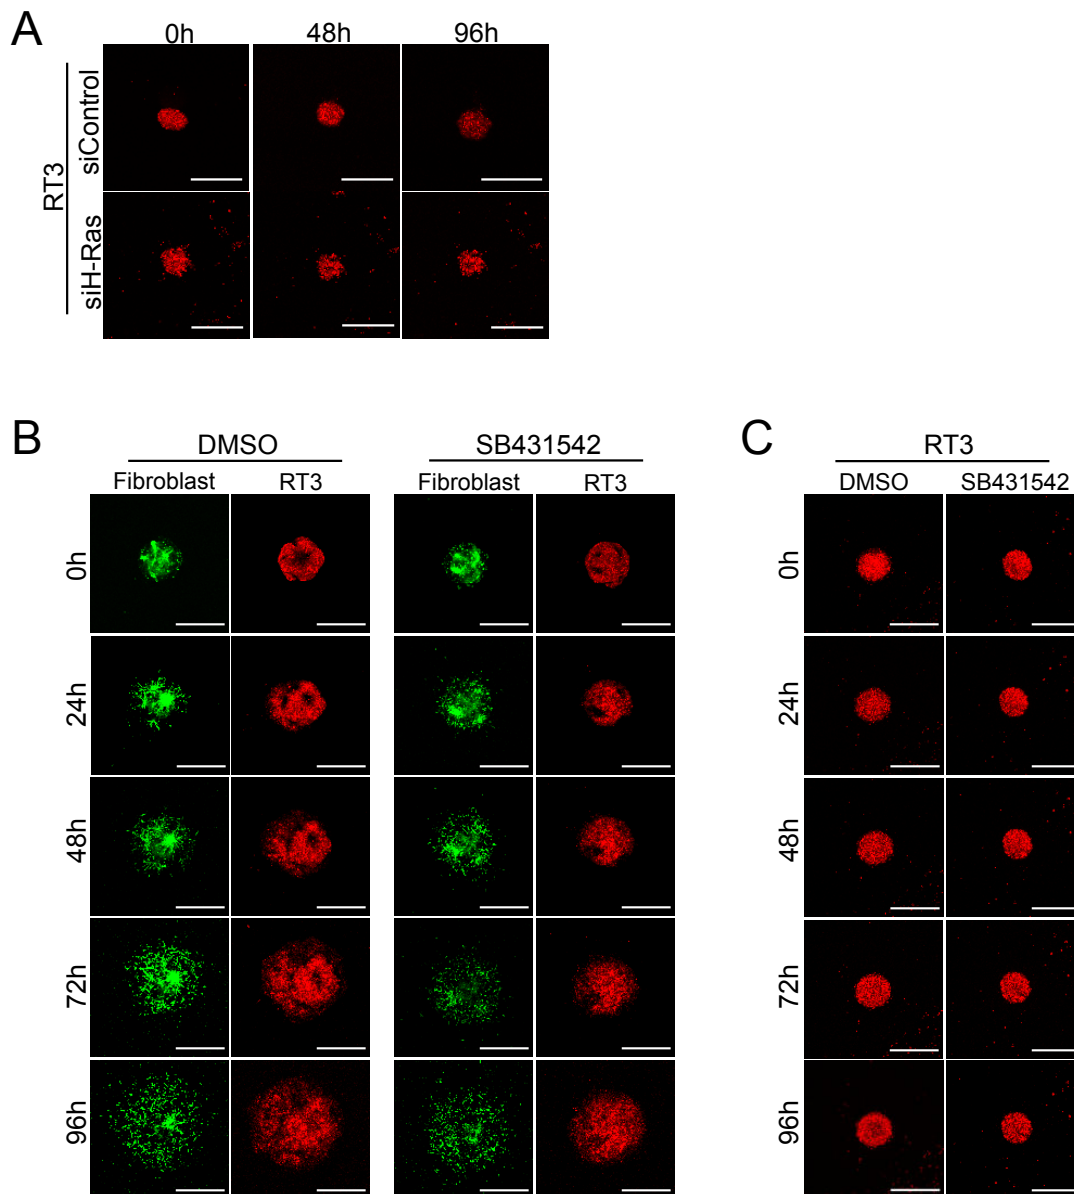 A
0h 48h 96h
RT3
siControl
siH-Ras
B
DMSO SB431542
Fibroblast RT3 Fibroblast RT3
0h
24h
48h
72h
96h
C
RT3
DMSO SB431542
0h
24h
48h
72h
96h